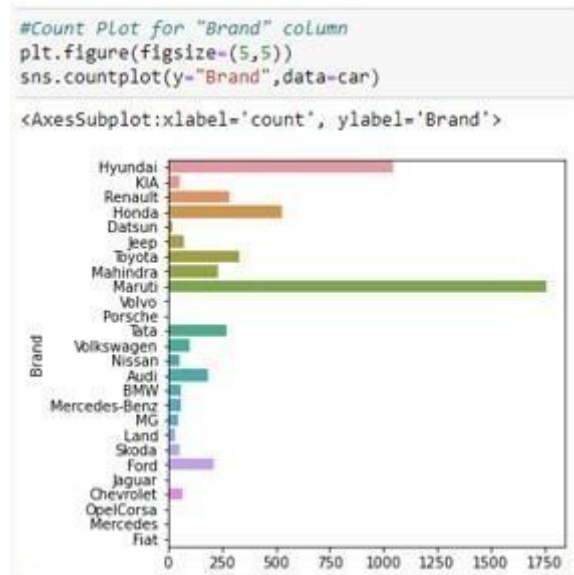 #Count Plot for "Brand" column
plt.figure(figsize=(5,5))
sns.countplot(y="Brand",data=car)
<AxesSubplot:xlabel='count', ylabel='Brand'>
Hyundai
KIA
Renault
Honda
Datsun
Jeep
Toyota
Mahindra
Maruti
Volvo
Porsche
Tata
Volkswagen
Nissan
Audi
BMW
Mercedes-Benz
MG
Land
Skoda
Ford
Jaguar
Chevrolet
OpelCorsa
Mercedes
Fiat
Brand
0 250 500 750 1000 1250 1500 1750